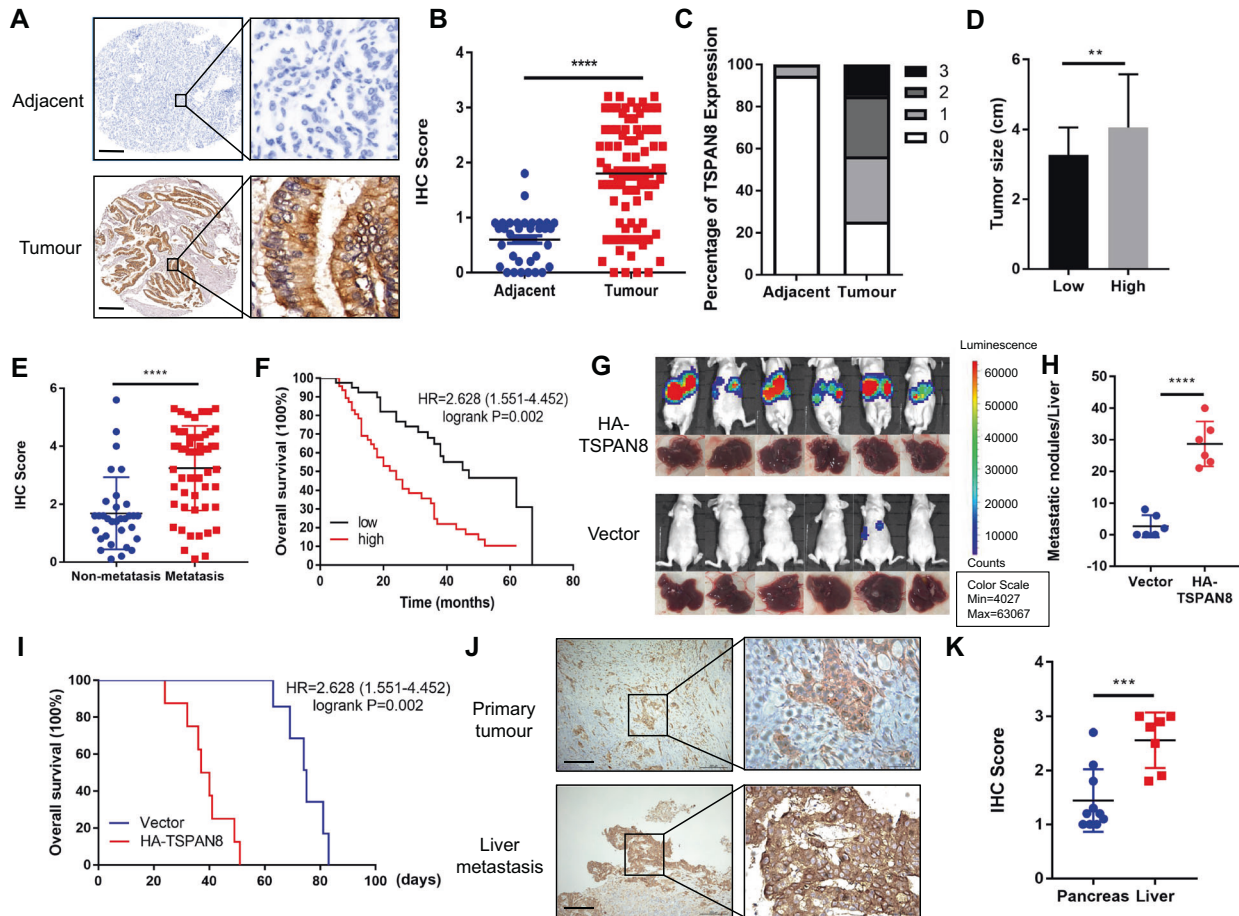 A
Adjacent
Tumour
B
****
IHC Score
4
3
2
1
0
Adjacent
Tumour
C
Percentage of TSPAN8 Expression
100
80
60
40
20
0
Adjacent Tumour
3
2
1
0
D
**
Tumor size (cm)
6
4
2
0
Low
High
E
****
IHC Score
6
4
2
0
Non-metatasis Metatasis
F
Overall survival (100%)
100
90
80
70
60
50
40
30
20
10
HR=2.628 (1.551-4.452)
logrank P=0.002
low
high
0
20
40
60
80
Time (months)
G
HA-
TSPAN8
Vector
Luminescence
60000
50000
40000
30000
20000
10000
Counts
Color Scale
Min=4027
Max=63067
H
****
Metastatic nodules/Liver
50
40
30
20
10
0
-10
Vector
HA-
TSPAN8
I
Overall survival (100%)
100
80
60
40
20
0
HR=2.628 (1.551-4.452)
logrank P=0.002
Vector
HA-TSPAN8
0
20
40
60
80
100
(days)
J
Primary
tumour
Liver
metastasis
K
***
IHC Score
4
3
2
1
0
Pancreas Liver